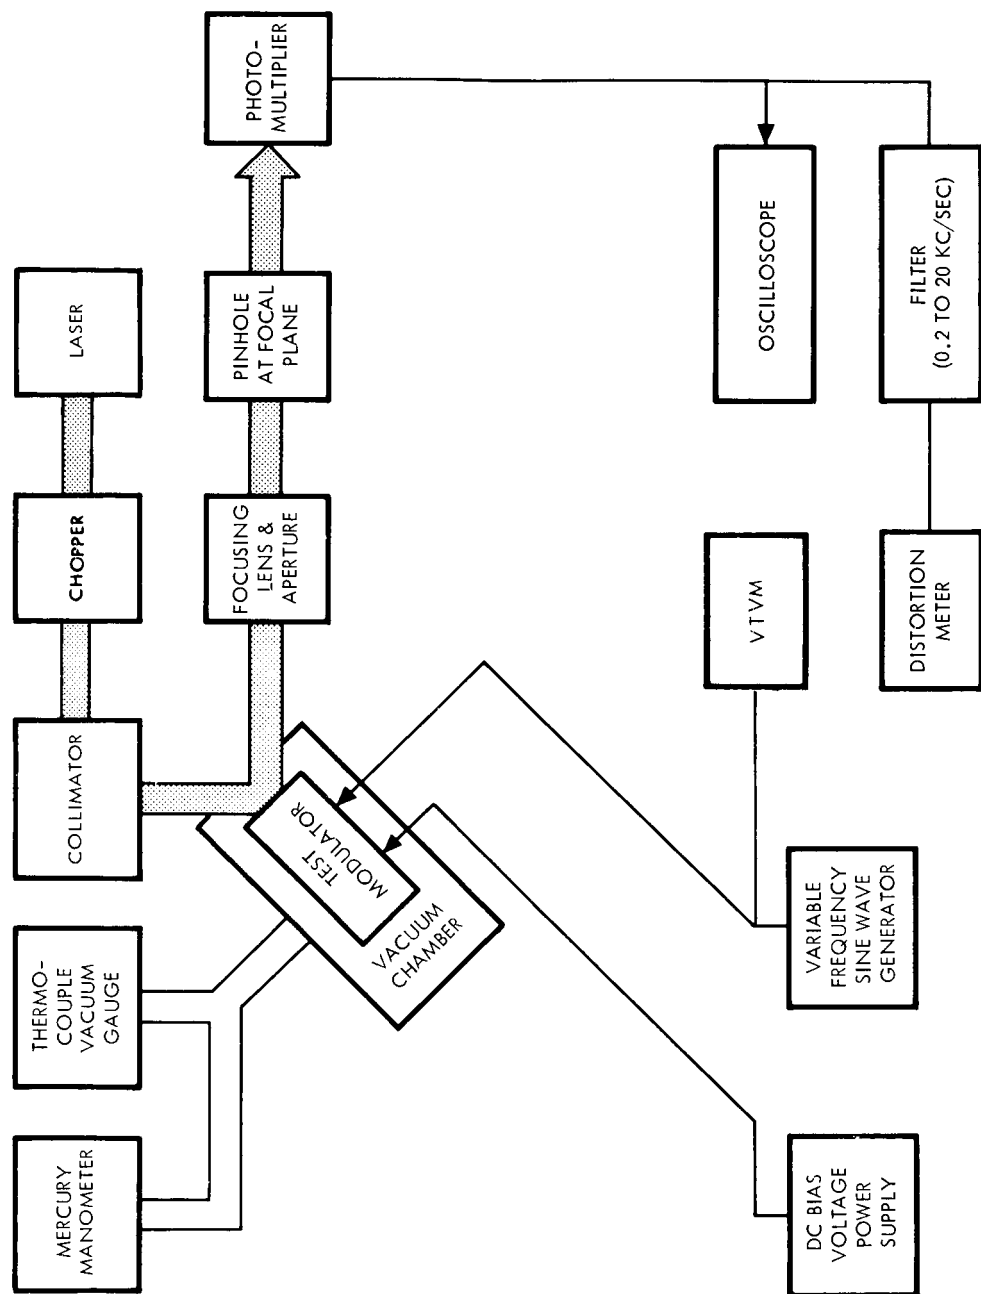 MERCURY
MANOMETER
THERMO-
COUPLE
VACUUM
GAUGE
COLLIMATOR
CHOPPER
LASER
VACUUM
CHAMBER
TEST
MODULATOR
FOCUSING
LENS &
APERTURE
PINHOLE
AT FOCAL
PLANE
PHOTO-
MULTIPLIER
DC BIAS
VOLTAGE
POWER
SUPPLY
VARIABLE
FREQUENCY
SINE WAVE
GENERATOR
VTVM
OSCILLOSCOPE
DISTORTION
METER
FILTER
(0.2 TO 20 KC/SEC)